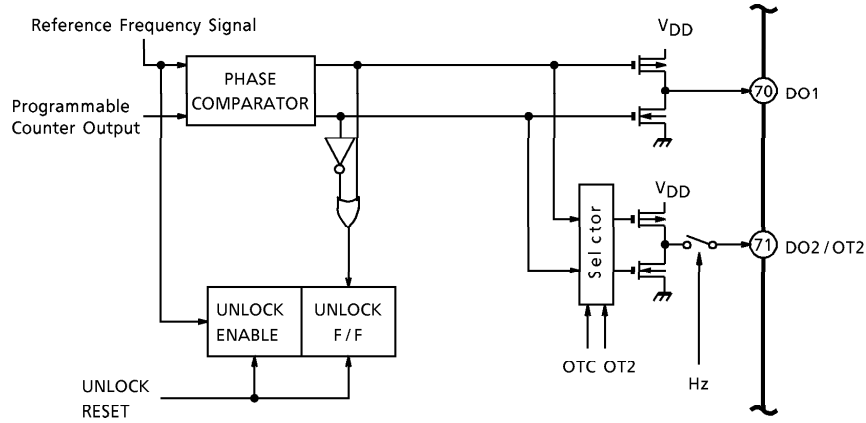 Reference Frequency Signal
VDD
PHASE
COMPARATOR
70 DO1
Programmable
Counter Output
VDD
Sel ctor
71 DO2/OT2
UNLOCK
ENABLE
UNLOCK
F/F
OTC OT2
Hz
UNLOCK
RESET